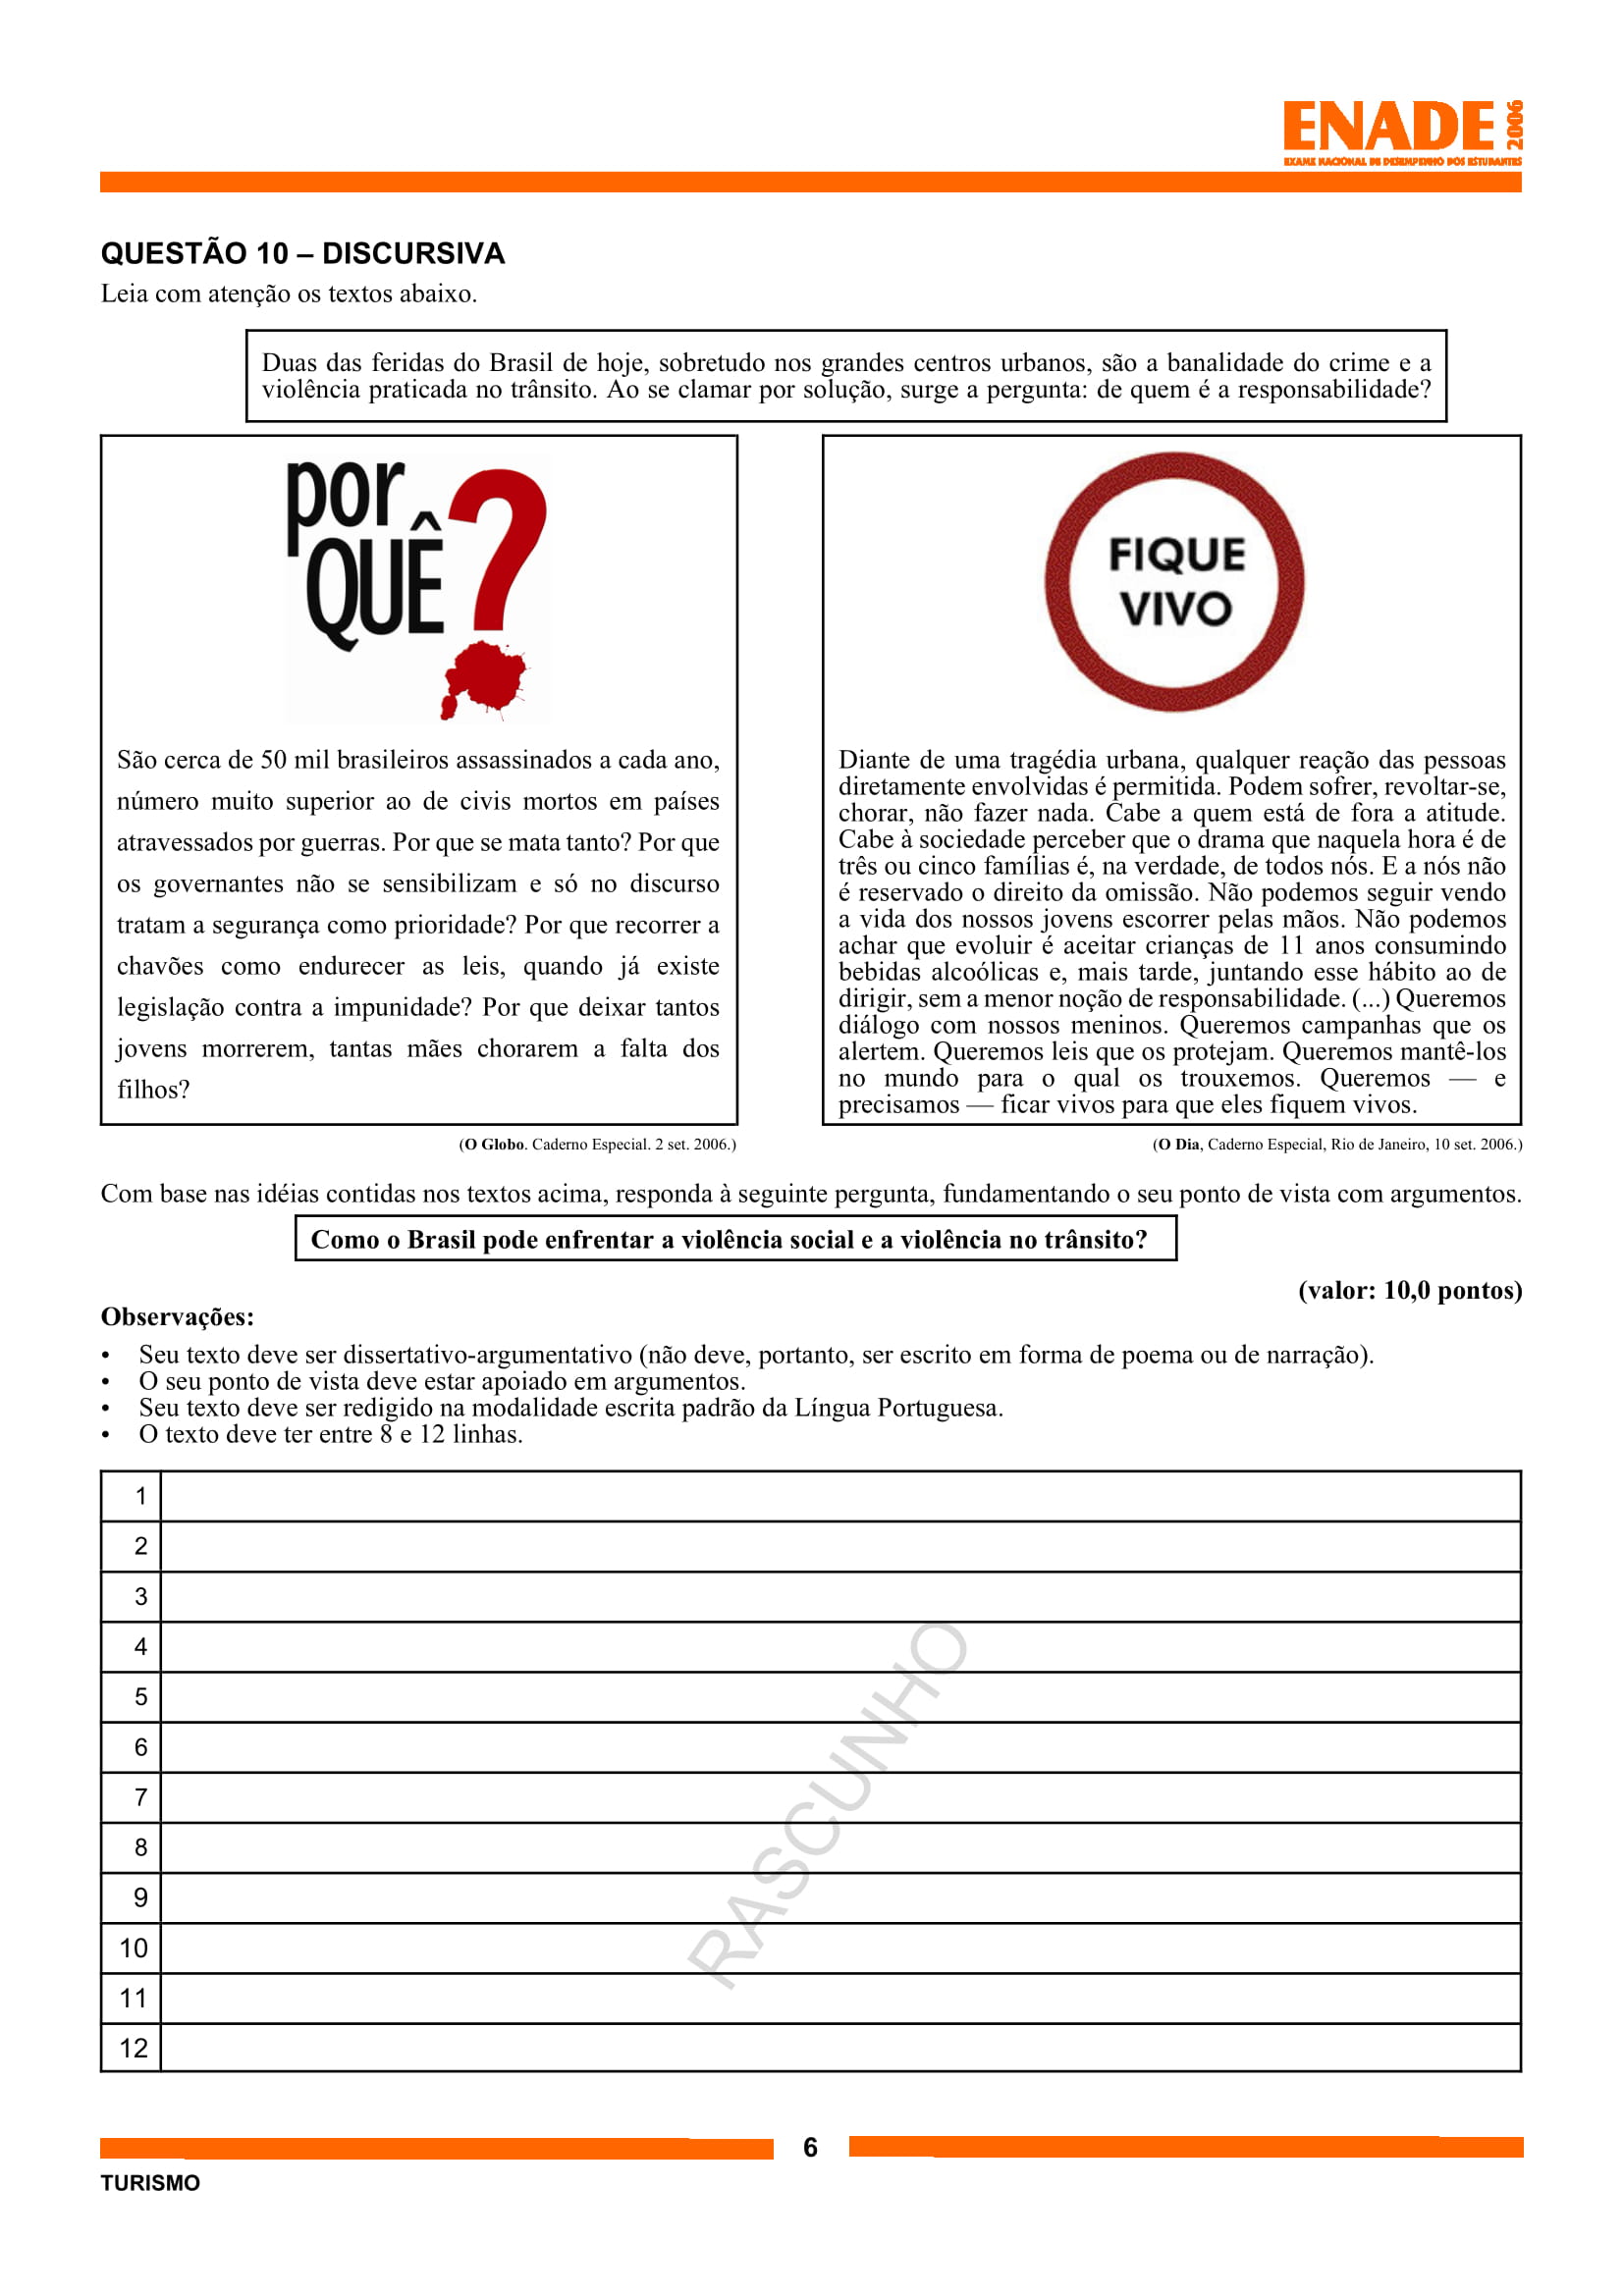 ENADE 2006
EXAME NACIONAL DE DESEMPENHO DOS ESTUDANTES
QUESTÃO 10 – DISCURSIVA
Leia com atenção os textos abaixo.
Duas das feridas do Brasil de hoje, sobretudo nos grandes centros urbanos, são a banalidade do crime e a
violência praticada no trânsito. Ao se clamar por solução, surge a pergunta: de quem é a responsabilidade?
por
QUÊ?
São cerca de 50 mil brasileiros assassinados a cada ano,
número muito superior ao de civis mortos em países
atravessados por guerras. Por que se mata tanto? Por que
os governantes não se sensibilizam e só no discurso
tratam a segurança como prioridade? Por que recorrer a
chavões como endurecer as leis, quando já existe
legislação contra a impunidade? Por que deixar tantos
jovens morrerem, tantas mães chorarem a falta dos
filhos?
(O Globo. Caderno Especial. 2 set. 2006.)
FIQUE
VIVO
Diante de uma tragédia urbana, qualquer reação das pessoas
diretamente envolvidas é permitida. Podem sofrer, revoltar-se,
chorar, não fazer nada. Cabe a quem está de fora a atitude.
Cabe à sociedade perceber que o drama que naquela hora é de
três ou cinco famílias é, na verdade, de todos nós. E a nós não
é reservado o direito da omissão. Não podemos seguir vendo
a vida dos nossos jovens escorrer pelas mãos. Não podemos
achar que evoluir é aceitar crianças de 11 anos consumindo
bebidas alcoólicas e, mais tarde, juntando esse hábito ao de
dirigir, sem a menor noção de responsabilidade. (...) Queremos
diálogo com nossos meninos. Queremos campanhas que os
alertem. Queremos leis que os protejam. Queremos mantê-los
no mundo para o qual os trouxemos. Queremos — e
precisamos — ficar vivos para que eles fiquem vivos.
(O Dia, Caderno Especial, Rio de Janeiro, 10 set. 2006.)
Com base nas idéias contidas nos textos acima, responda à seguinte pergunta, fundamentando o seu ponto de vista com argumentos.
Como o Brasil pode enfrentar a violência social e a violência no trânsito?
(valor: 10,0 pontos)
Observações:
• Seu texto deve ser dissertativo-argumentativo (não deve, portanto, ser escrito em forma de poema ou de narração).
• O seu ponto de vista deve estar apoiado em argumentos.
• Seu texto deve ser redigido na modalidade escrita padrão da Língua Portuguesa.
• O texto deve ter entre 8 e 12 linhas.
1
2
3
4
5
6
7
8
9
10
11
12
RASCUNHO
6
TURISMO